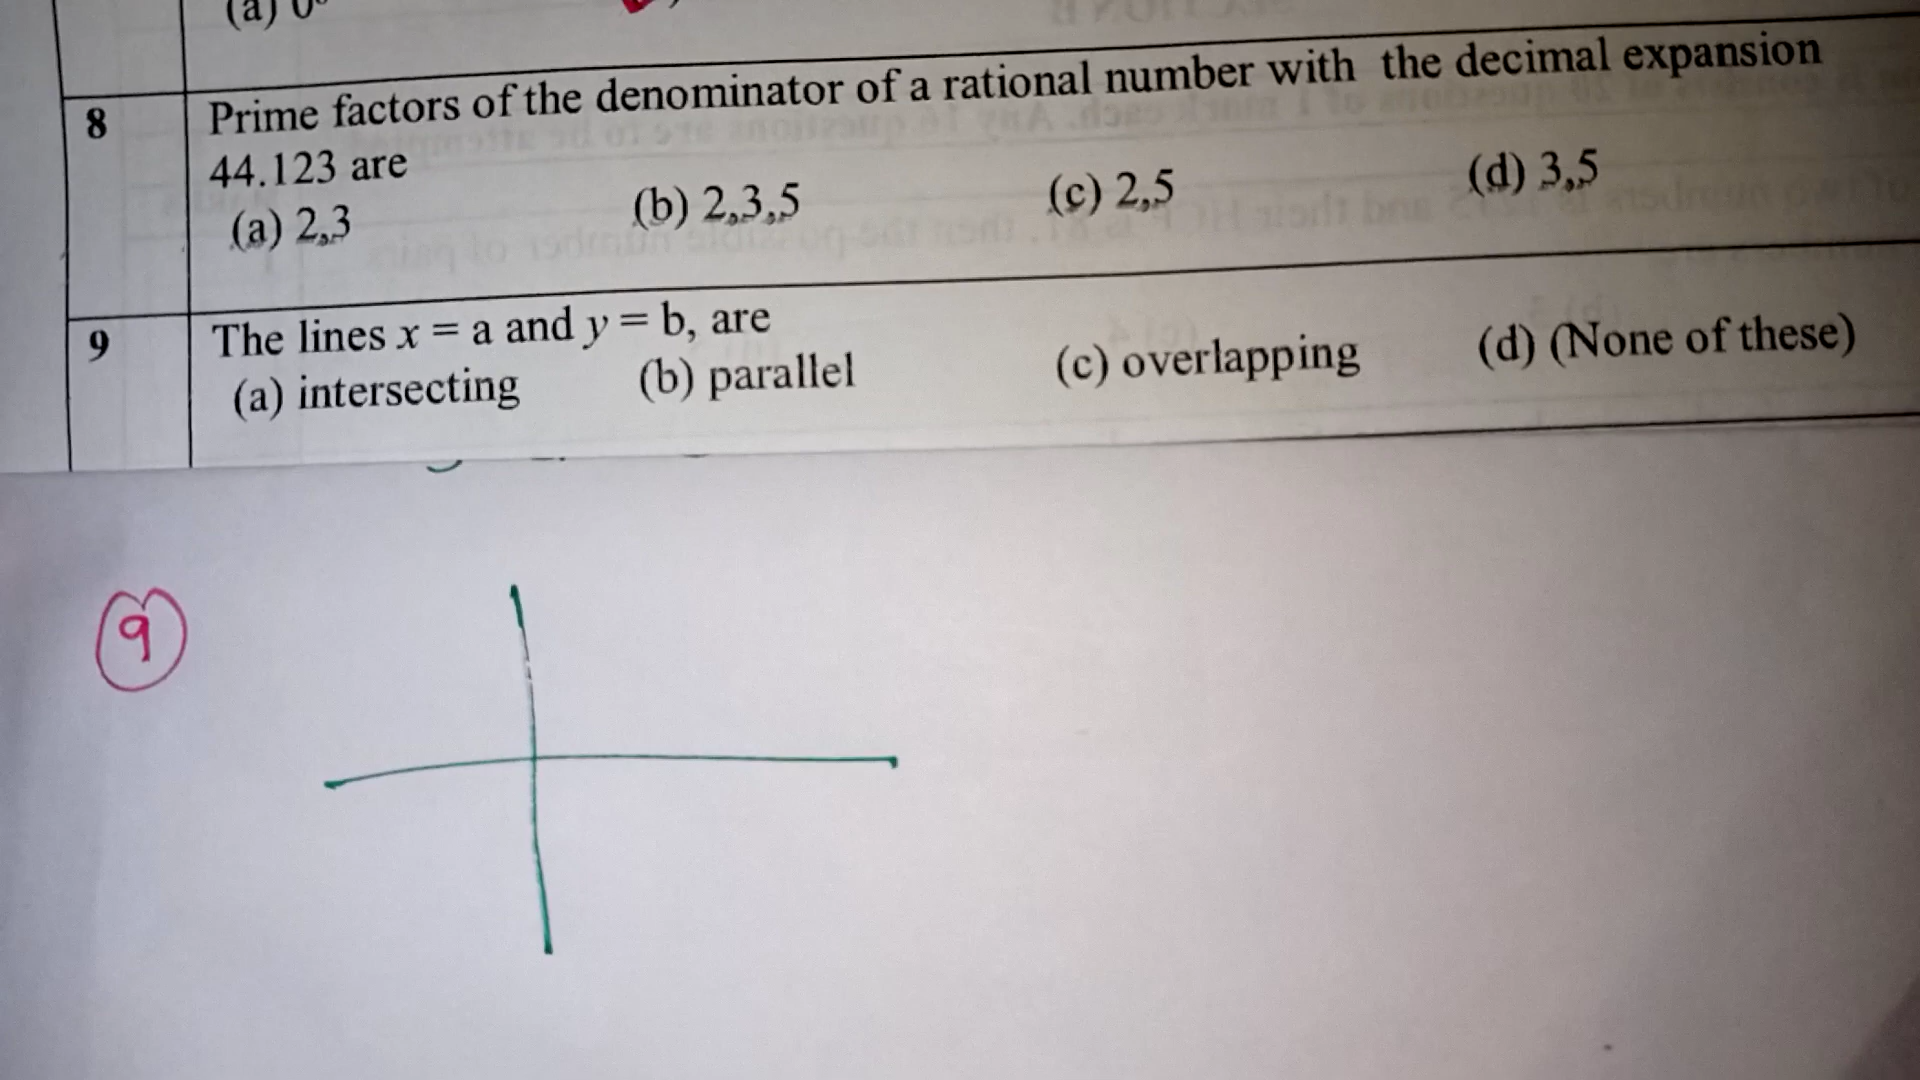 (a) 0°
8 Prime factors of the denominator of a rational number with the decimal expansion
44.123 are
(a) 2,3 (b) 2,3,5 (c) 2,5 (d) 3,5
9 The lines x = a and y = b, are
(a) intersecting (b) parallel (c) overlapping (d) (None of these)
9